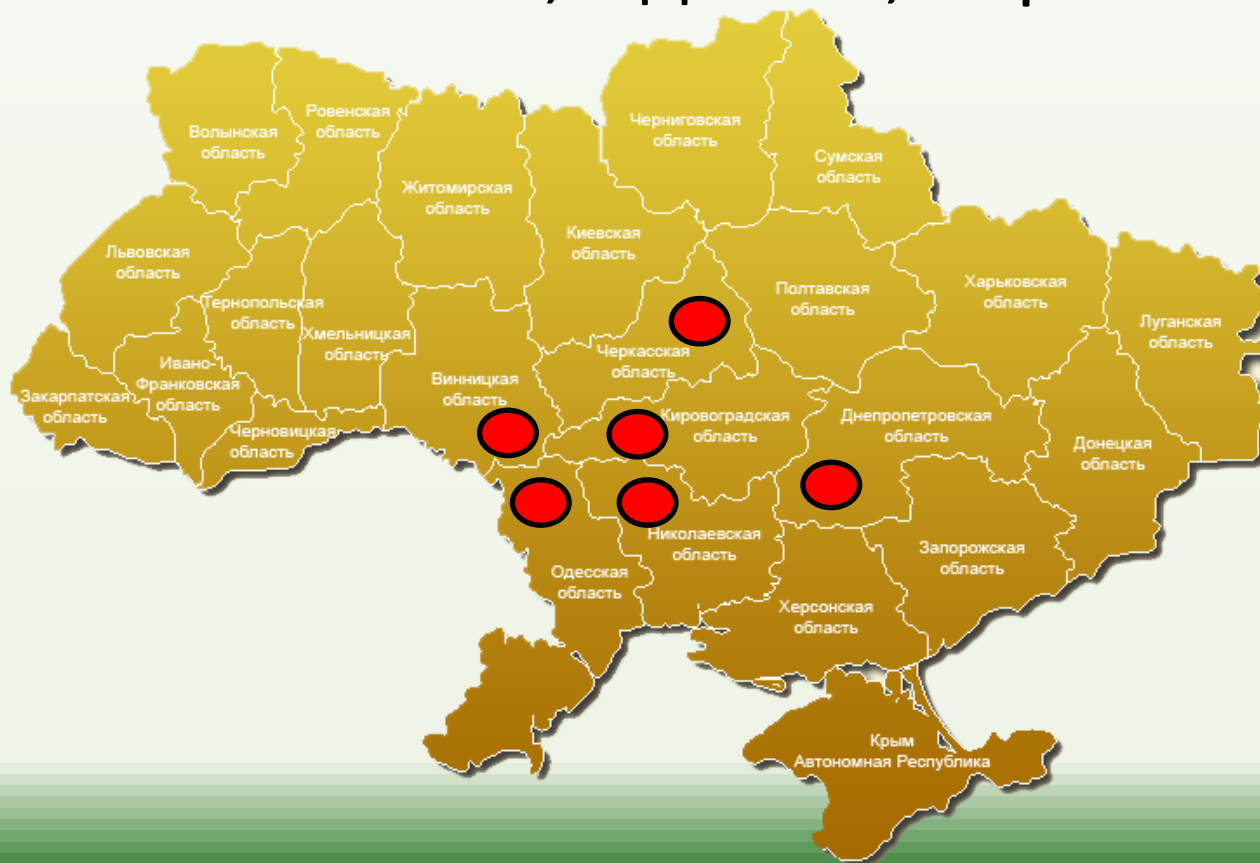 Волынская
область
Ровенская
область
Житомирская
область
Черниговская
область
Сумская
область
Киевская
область
Львовская
область
Тернопольская
область
Хмельницкая
область
Ивано-
Франковская
область
Закарпатская
область
Черновицкая
область
Винницкая
область
Черкасская
область
Полтавская
область
Харьковская
область
Луганская
область
Кировоградская
область
Днепропетровская
область
Донецкая
область
Николаевская
область
Одесская
область
Запорожская
область
Херсонская
область
Крым
Автономная Республика